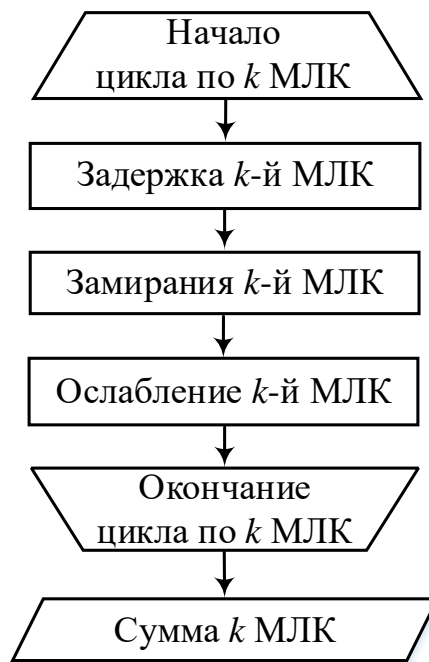 Начало
цикла по k МЛК
Задержка k-й МЛК
Замирания k-й МЛК
Ослабление k-й МЛК
Окончание
цикла по k МЛК
Сумма k МЛК